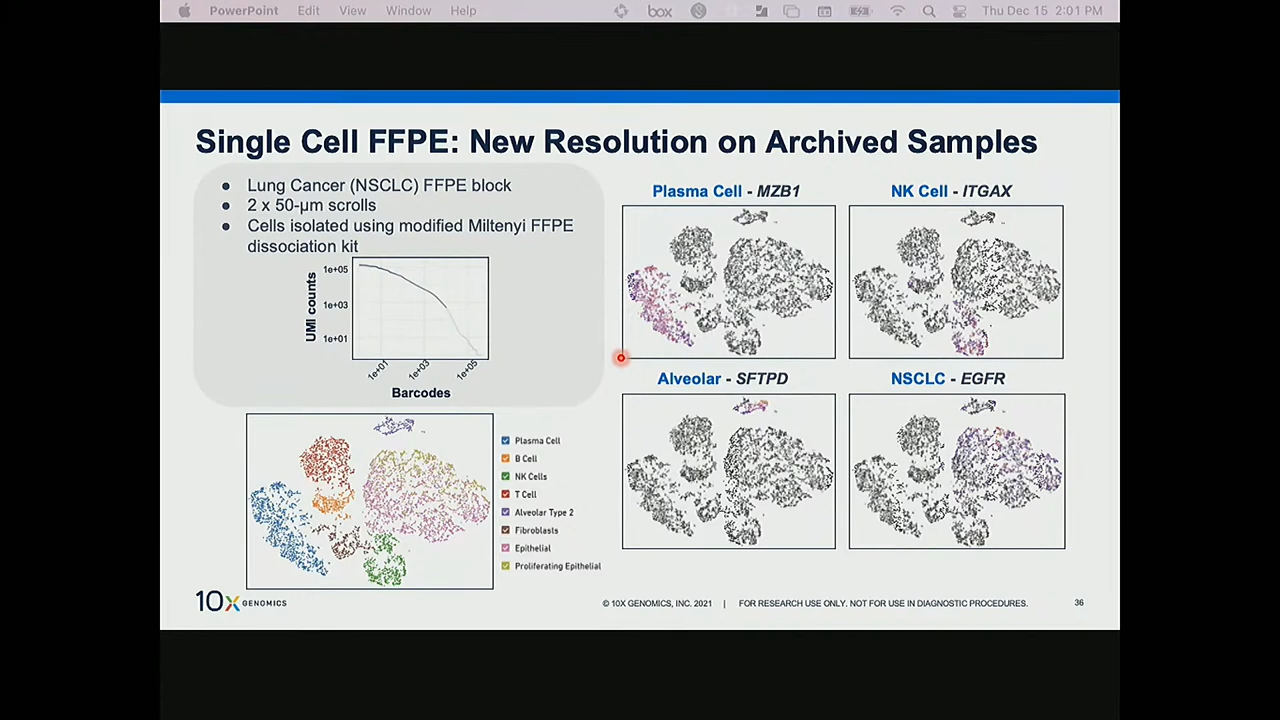 PowerPoint Edit View Window Help box Thu Dec 15 2:01 PM
Single Cell FFPE: New Resolution on Archived Samples
● Lung Cancer (NSCLC) FFPE block
● 2 x 50-μm scrolls
● Cells isolated using modified Miltenyi FFPE
dissociation kit
UMI counts
1e+05
1e+03
1e+01
1e+01 1e+03 1e+05
Barcodes
Plasma Cell
B Cell
NK Cells
T Cell
Alveolar Type 2
Fibroblasts
Epithelial
Proliferating Epithelial
Plasma Cell - MZB1
NK Cell - ITGAX
Alveolar - SFTPD
NSCLC - EGFR
10x GENOMICS
© 10X GENOMICS, INC. 2021 | FOR RESEARCH USE ONLY. NOT FOR USE IN DIAGNOSTIC PROCEDURES. 36